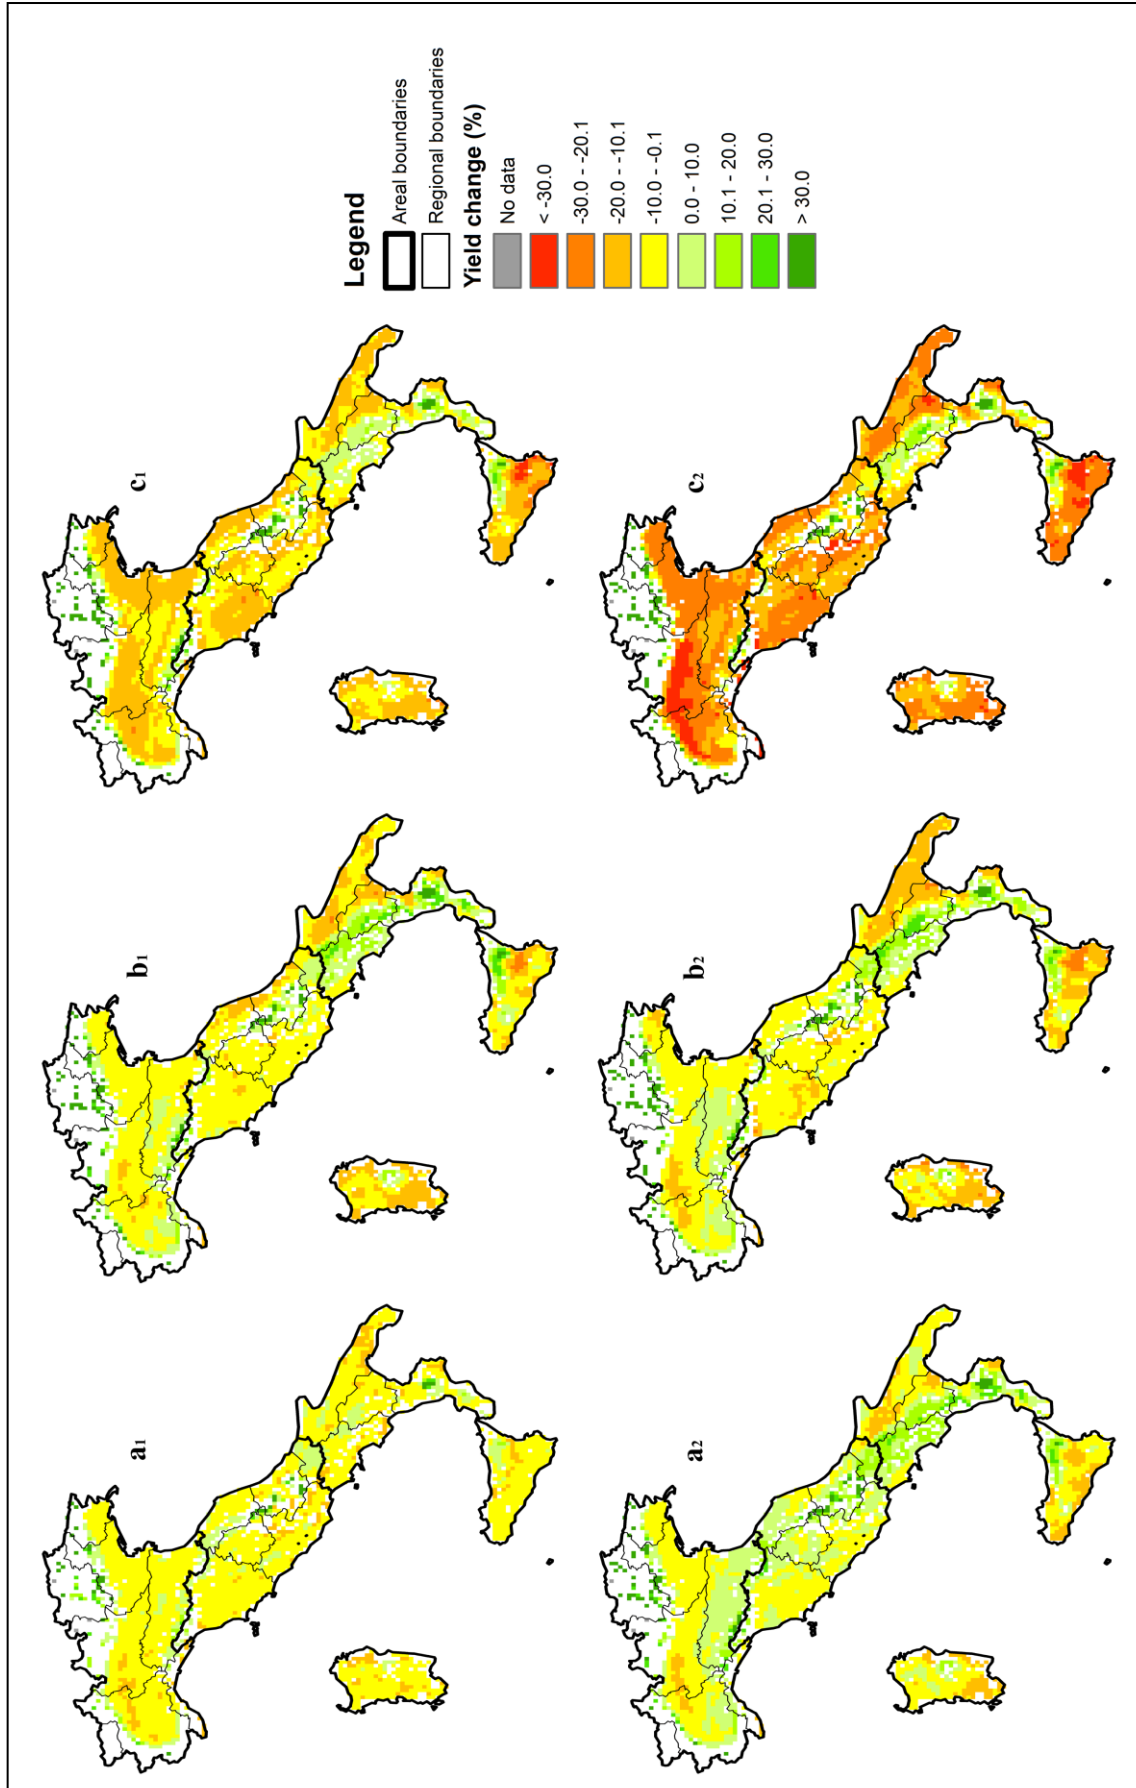 a1
b1
c1
a2
b2
c2
Legend
Areal boundaries
Regional boundaries
Yield change (%)
No data
< -30.0
-30.0 - -20.1
-20.0 - -10.1
-10.0 - -0.1
0.0 - 10.0
10.1 - 20.0
20.1 - 30.0
> 30.0